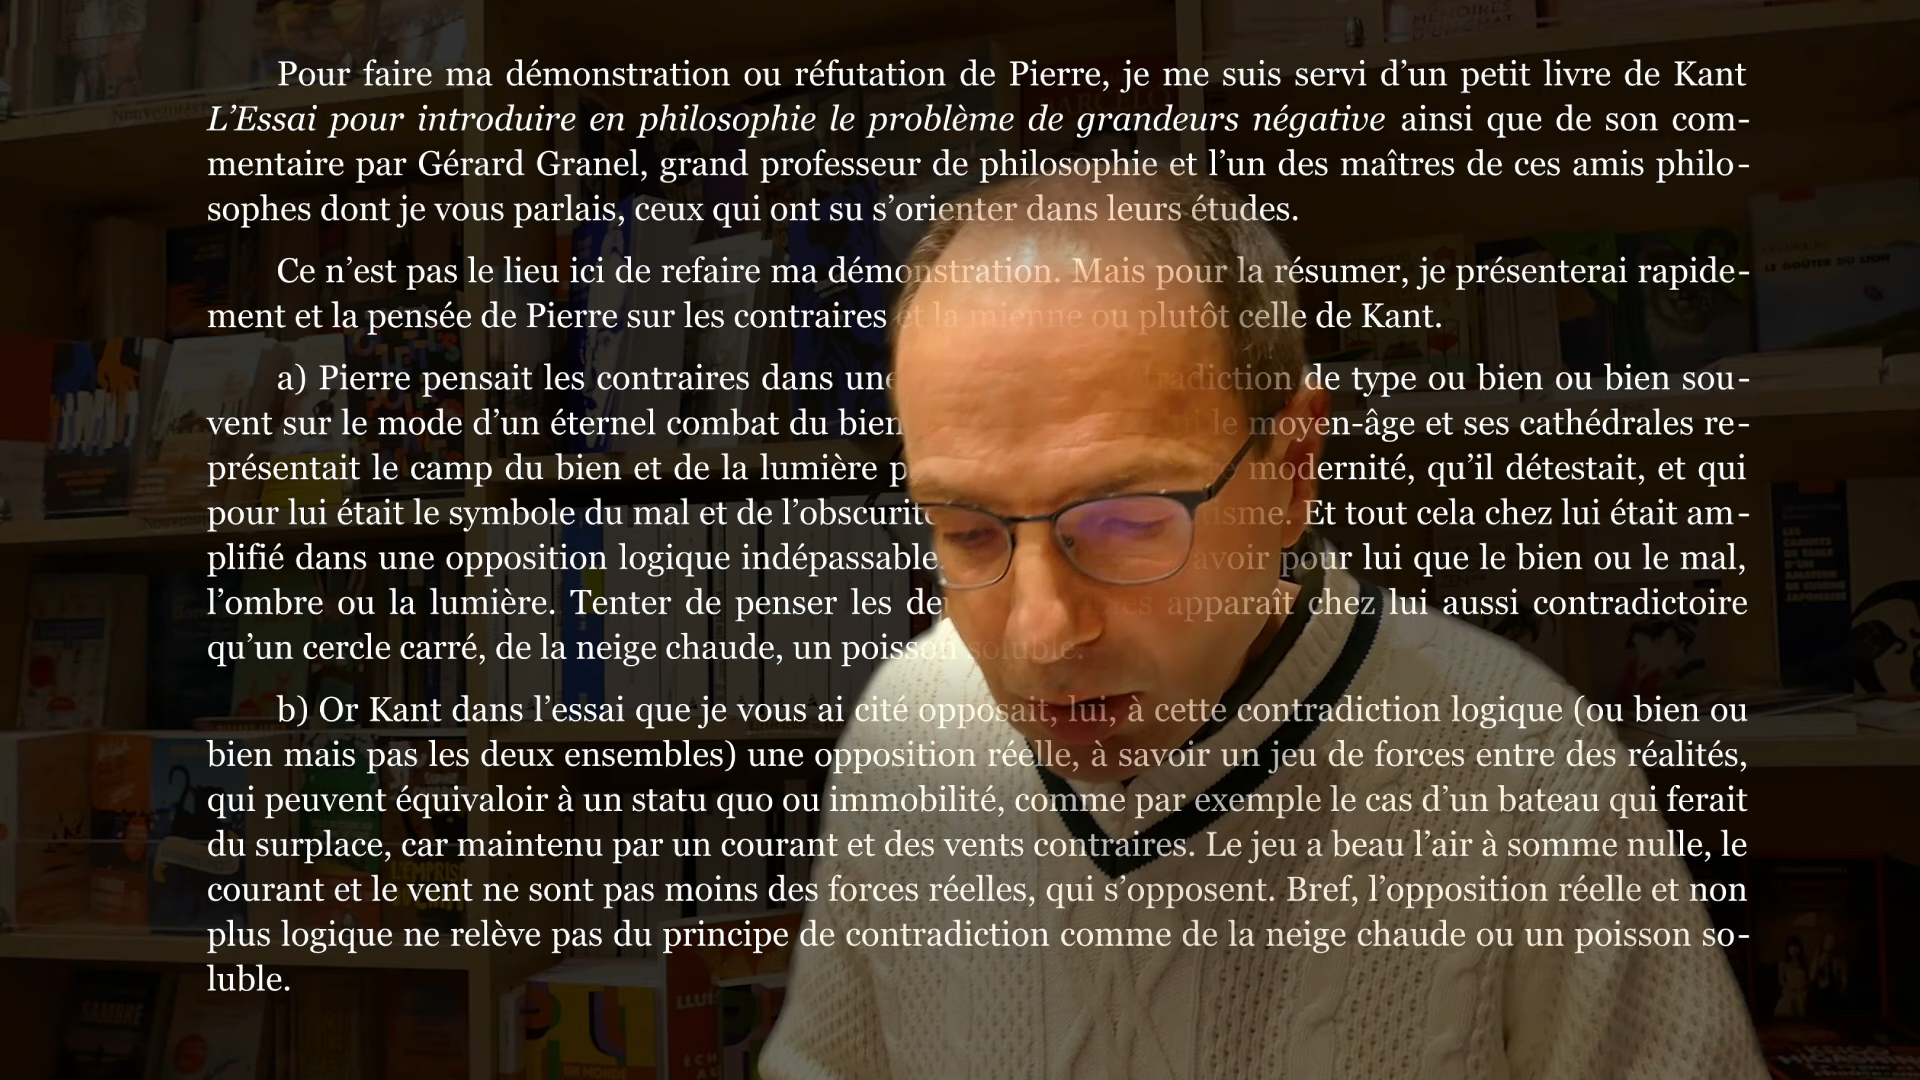 MÉMOIRES
D'UN CHAT
Pour faire ma démonstration ou réfutation de Pierre, je me suis servi d’un petit livre de Kant
L’Essai pour introduire en philosophie le problème de grandeurs négative ainsi que de son com-
mentaire par Gérard Granel, grand professeur de philosophie et l’un des maîtres de ces amis philo-
sophes dont je vous parlais, ceux qui ont su s’orienter dans leurs études.
Ce n’est pas le lieu ici de refaire ma démonstration. Mais pour la résumer, je présenterai rapide-
LE GOÛTER DU LION
ment et la pensée de Pierre sur les contraires et la mienne ou plutôt celle de Kant.
a) Pierre pensait les contraires dans une de type ou bien ou bien sou-
vent sur le mode d’un éternel combat du bien le moyen-âge et ses cathédrales re-
présentait le camp du bien et de la lumière modernité, qu’il détestait, et qui
pour lui était le symbole du mal et de l’obscurité Et tout cela chez lui était am-
plifié dans une opposition logique indépassable. pour lui que le bien ou le mal,
l’ombre ou la lumière. Tenter de penser les apparaît chez lui aussi contradictoire
qu’un cercle carré, de la neige chaude, un poisson soluble.
b) Or Kant dans l’essai que je vous ai cité opposait, lui, à cette contradiction logique (ou bien ou
bien mais pas les deux ensembles) une opposition réelle, à savoir un jeu de forces entre des réalités,
qui peuvent équivaloir à un statu quo ou immobilité, comme par exemple le cas d’un bateau qui ferait
du surplace, car maintenu par un courant et des vents contraires. Le jeu a beau l’air à somme nulle, le
courant et le vent ne sont pas moins des forces réelles, qui s’opposent. Bref, l’opposition réelle et non
plus logique ne relève pas du principe de contradiction comme de la neige chaude ou un poisson so-
luble.
SAMBRE